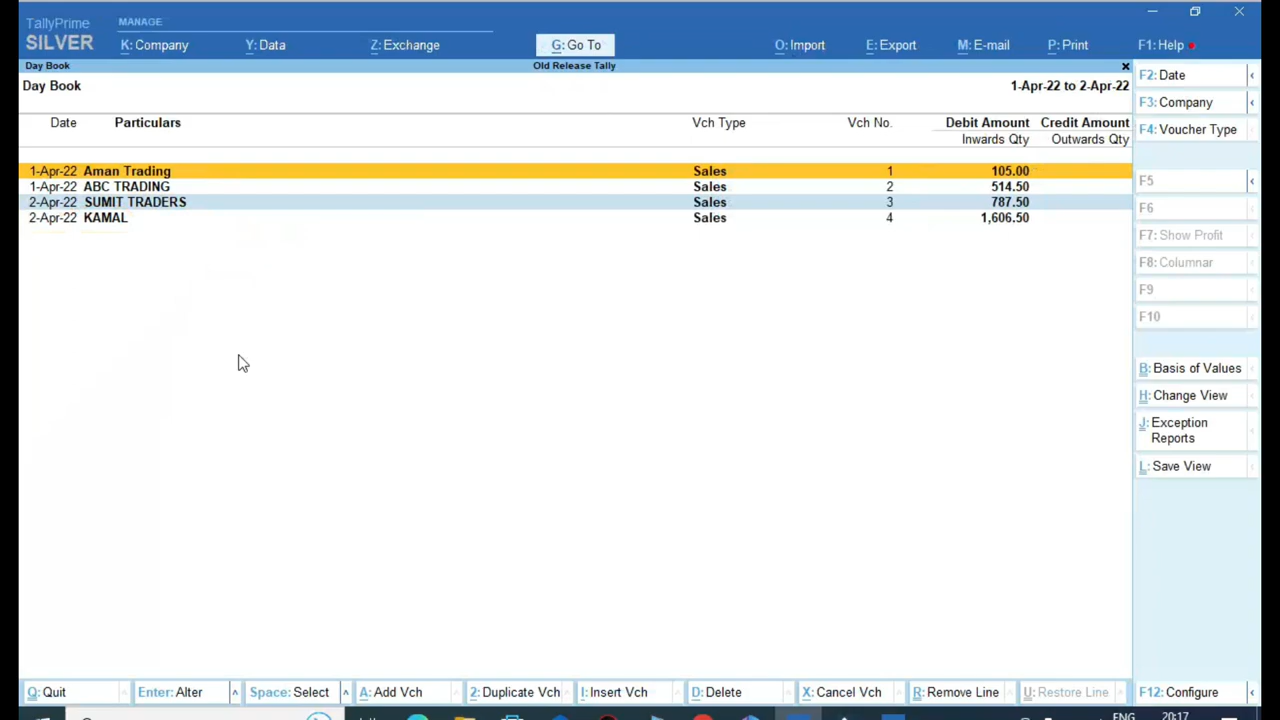 TallyPrime
MANAGE
SILVER
K: Company
Y: Data
Z: Exchange
G: Go To
O: Import
E: Export
M: E-mail
P: Print
F1: Help
Day Book
Old Release Tally
Day Book
1-Apr-22 to 2-Apr-22
Date Particulars Vch Type Vch No. Debit Amount Credit Amount
Inwards Qty Outwards Qty
1-Apr-22 Aman Trading Sales 1 105.00
1-Apr-22 ABC TRADING Sales 2 514.50
2-Apr-22 SUMIT TRADERS Sales 3 787.50
2-Apr-22 KAMAL Sales 4 1,606.50
F2: Date
F3: Company
F4: Voucher Type
F5
F6
F7: Show Profit
F8: Columnar
F9
F10
B: Basis of Values
H: Change View
J: Exception
Reports
L: Save View
Q: Quit
Enter: Alter
Space: Select
A: Add Vch
2: Duplicate Vch
I: Insert Vch
D: Delete
X: Cancel Vch
R: Remove Line
U: Restore Line
F12: Configure
ENG
20:17